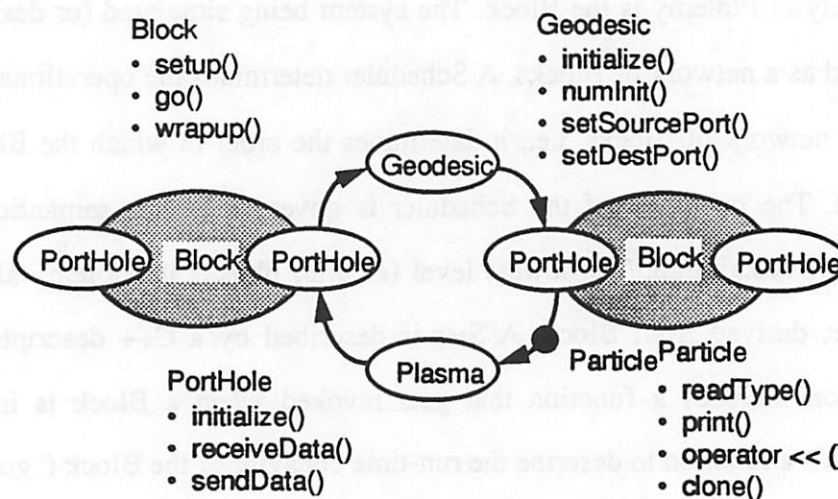 Block
• setup()
• go()
• wrapup()
Geodesic
• initialize()
• numInit()
• setSourcePort()
• setDestPort()
Geodesic
PortHole
Block
PortHole
PortHole
Block
PortHole
Plasma
Particle
PortHole
• initialize()
• receiveData()
• sendData()
Particle
• readType()
• print()
• operator << (
• clone()